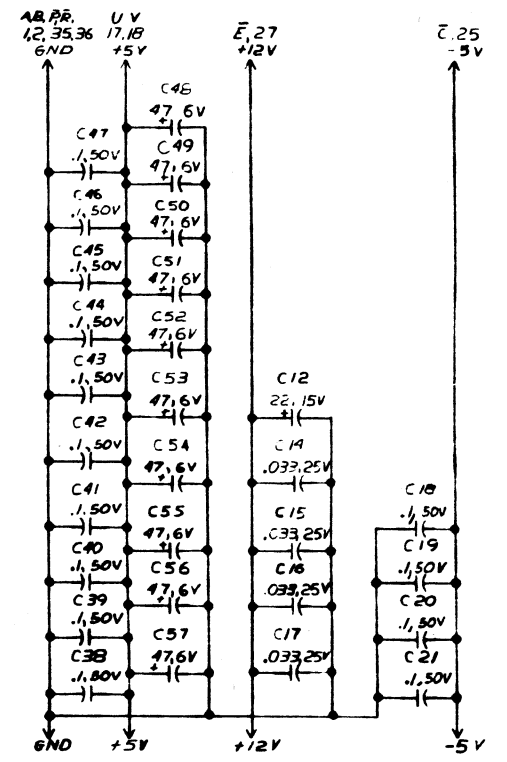 A,B, P̄,R̄,
1,2, 35,36
GND
U V
17,18
+5V
Ē, 27
+12V
C̄, 25
-5V
C48
47, 6V
C47
.1, 50V
C49
47, 6V
C46
.1, 50V
C50
47, 6V
C45
.1, 50V
C51
47, 6V
C44
.1, 50V
C52
47, 6V
C43
.1, 50V
C53
47, 6V
C12
22, 15V
C42
.1, 50V
C54
47, 6V
C14
.033, 25V
C41
.1, 50V
C55
47, 6V
C15
.033, 25V
C18
.1, 50V
C40
.1, 50V
C56
47, 6V
C16
.033, 25V
C19
.1, 50V
C39
.1, 50V
C57
47, 6V
C17
.033, 25V
C20
.1, 50V
C38
.1, 50V
C21
.1, 50V
GND
+5V
+12V
-5V